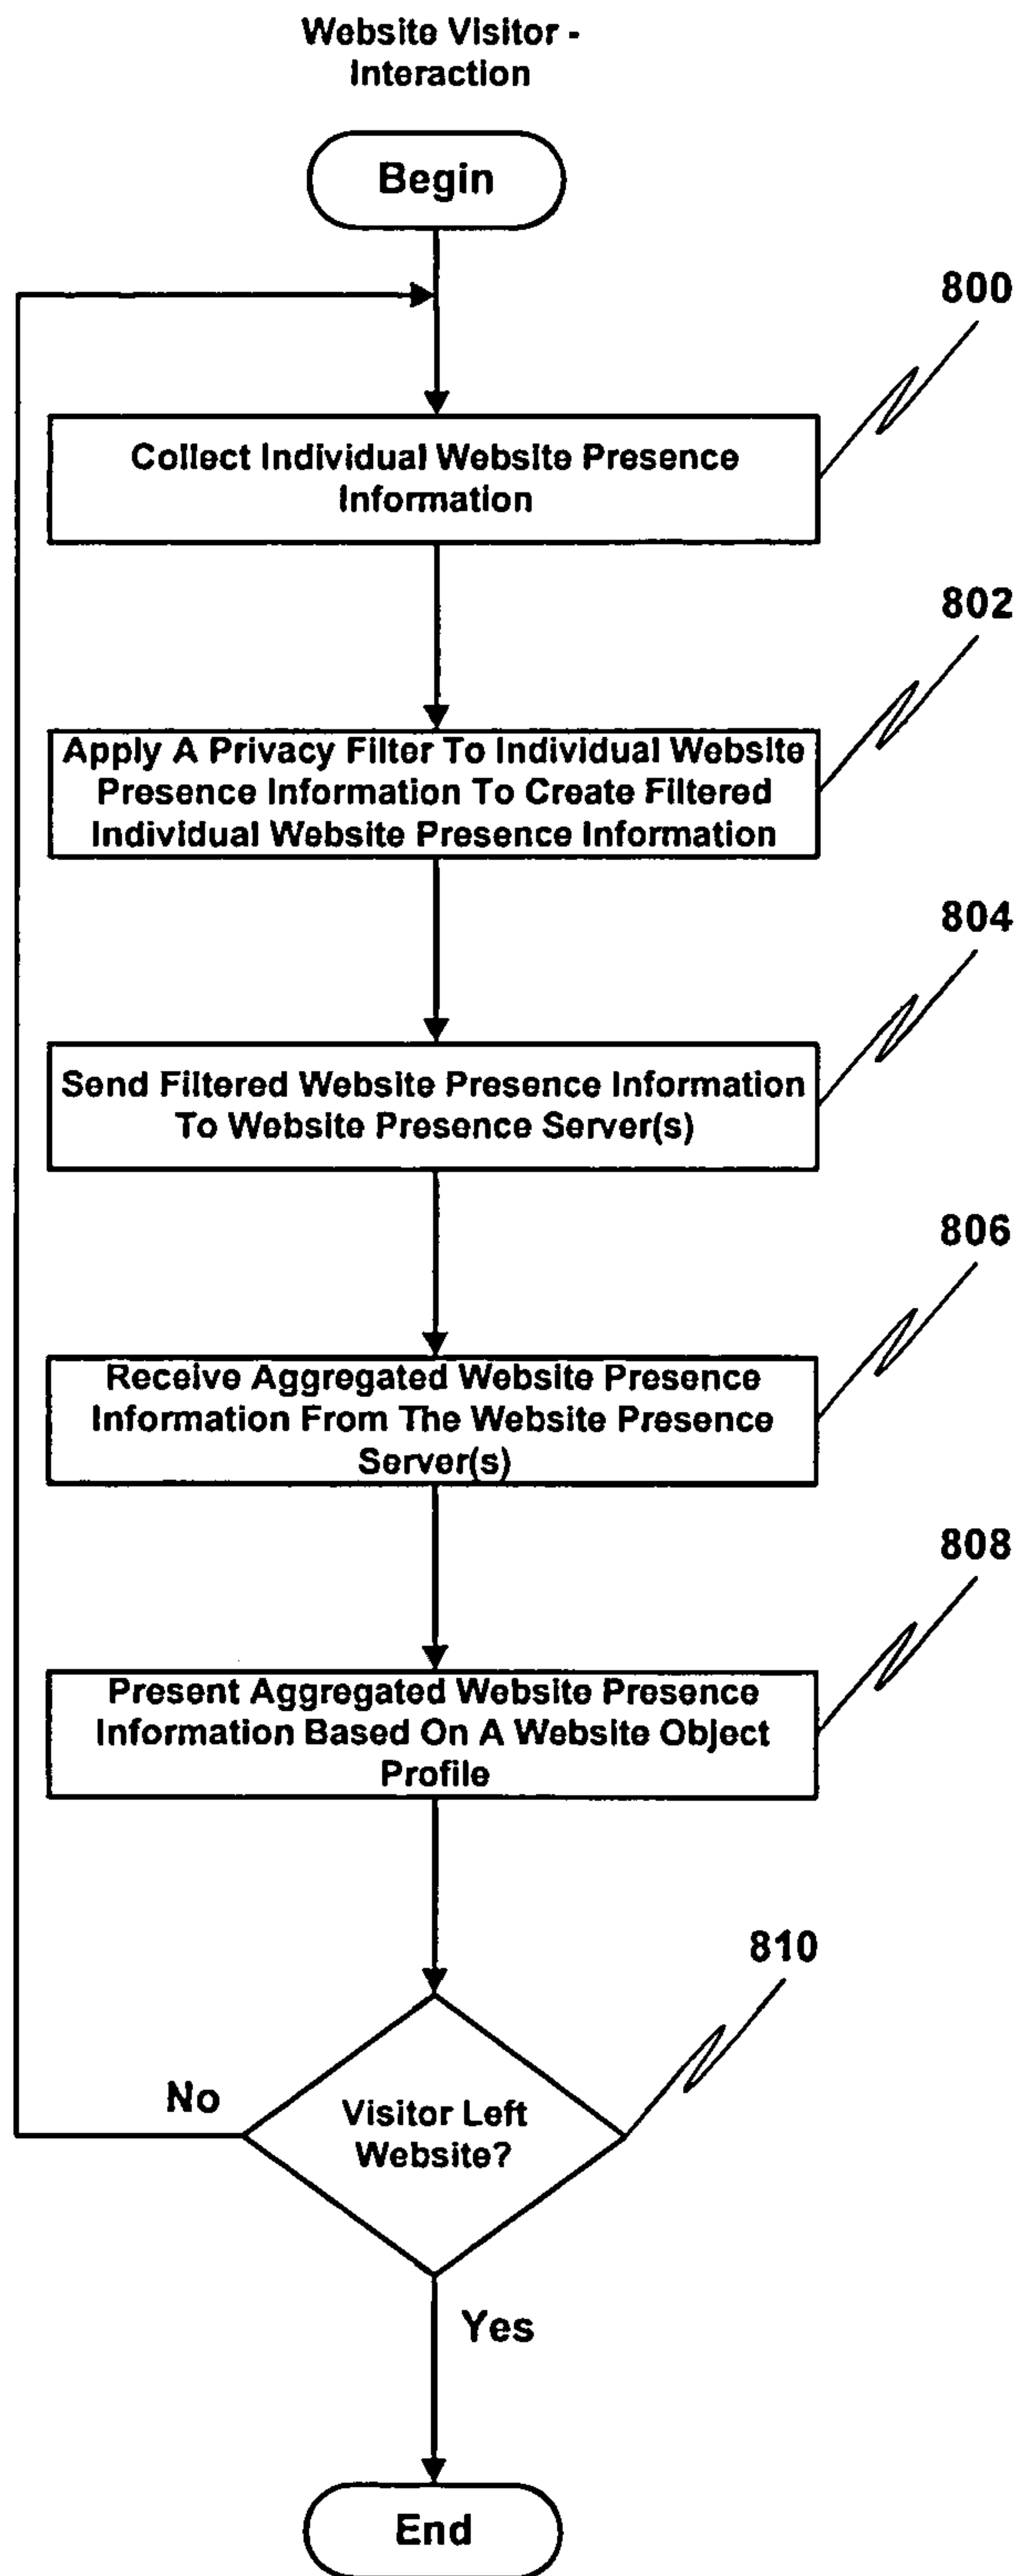 Website Visitor -
Interaction
Begin
800
Collect Individual Website Presence
Information
802
Apply A Privacy Filter To Individual Website
Presence Information To Create Filtered
Individual Website Presence Information
804
Send Filtered Website Presence Information
To Website Presence Server(s)
806
Receive Aggregated Website Presence
Information From The Website Presence
Server(s)
808
Present Aggregated Website Presence
Information Based On A Website Object
Profile
810
No
Visitor Left
Website?
Yes
End